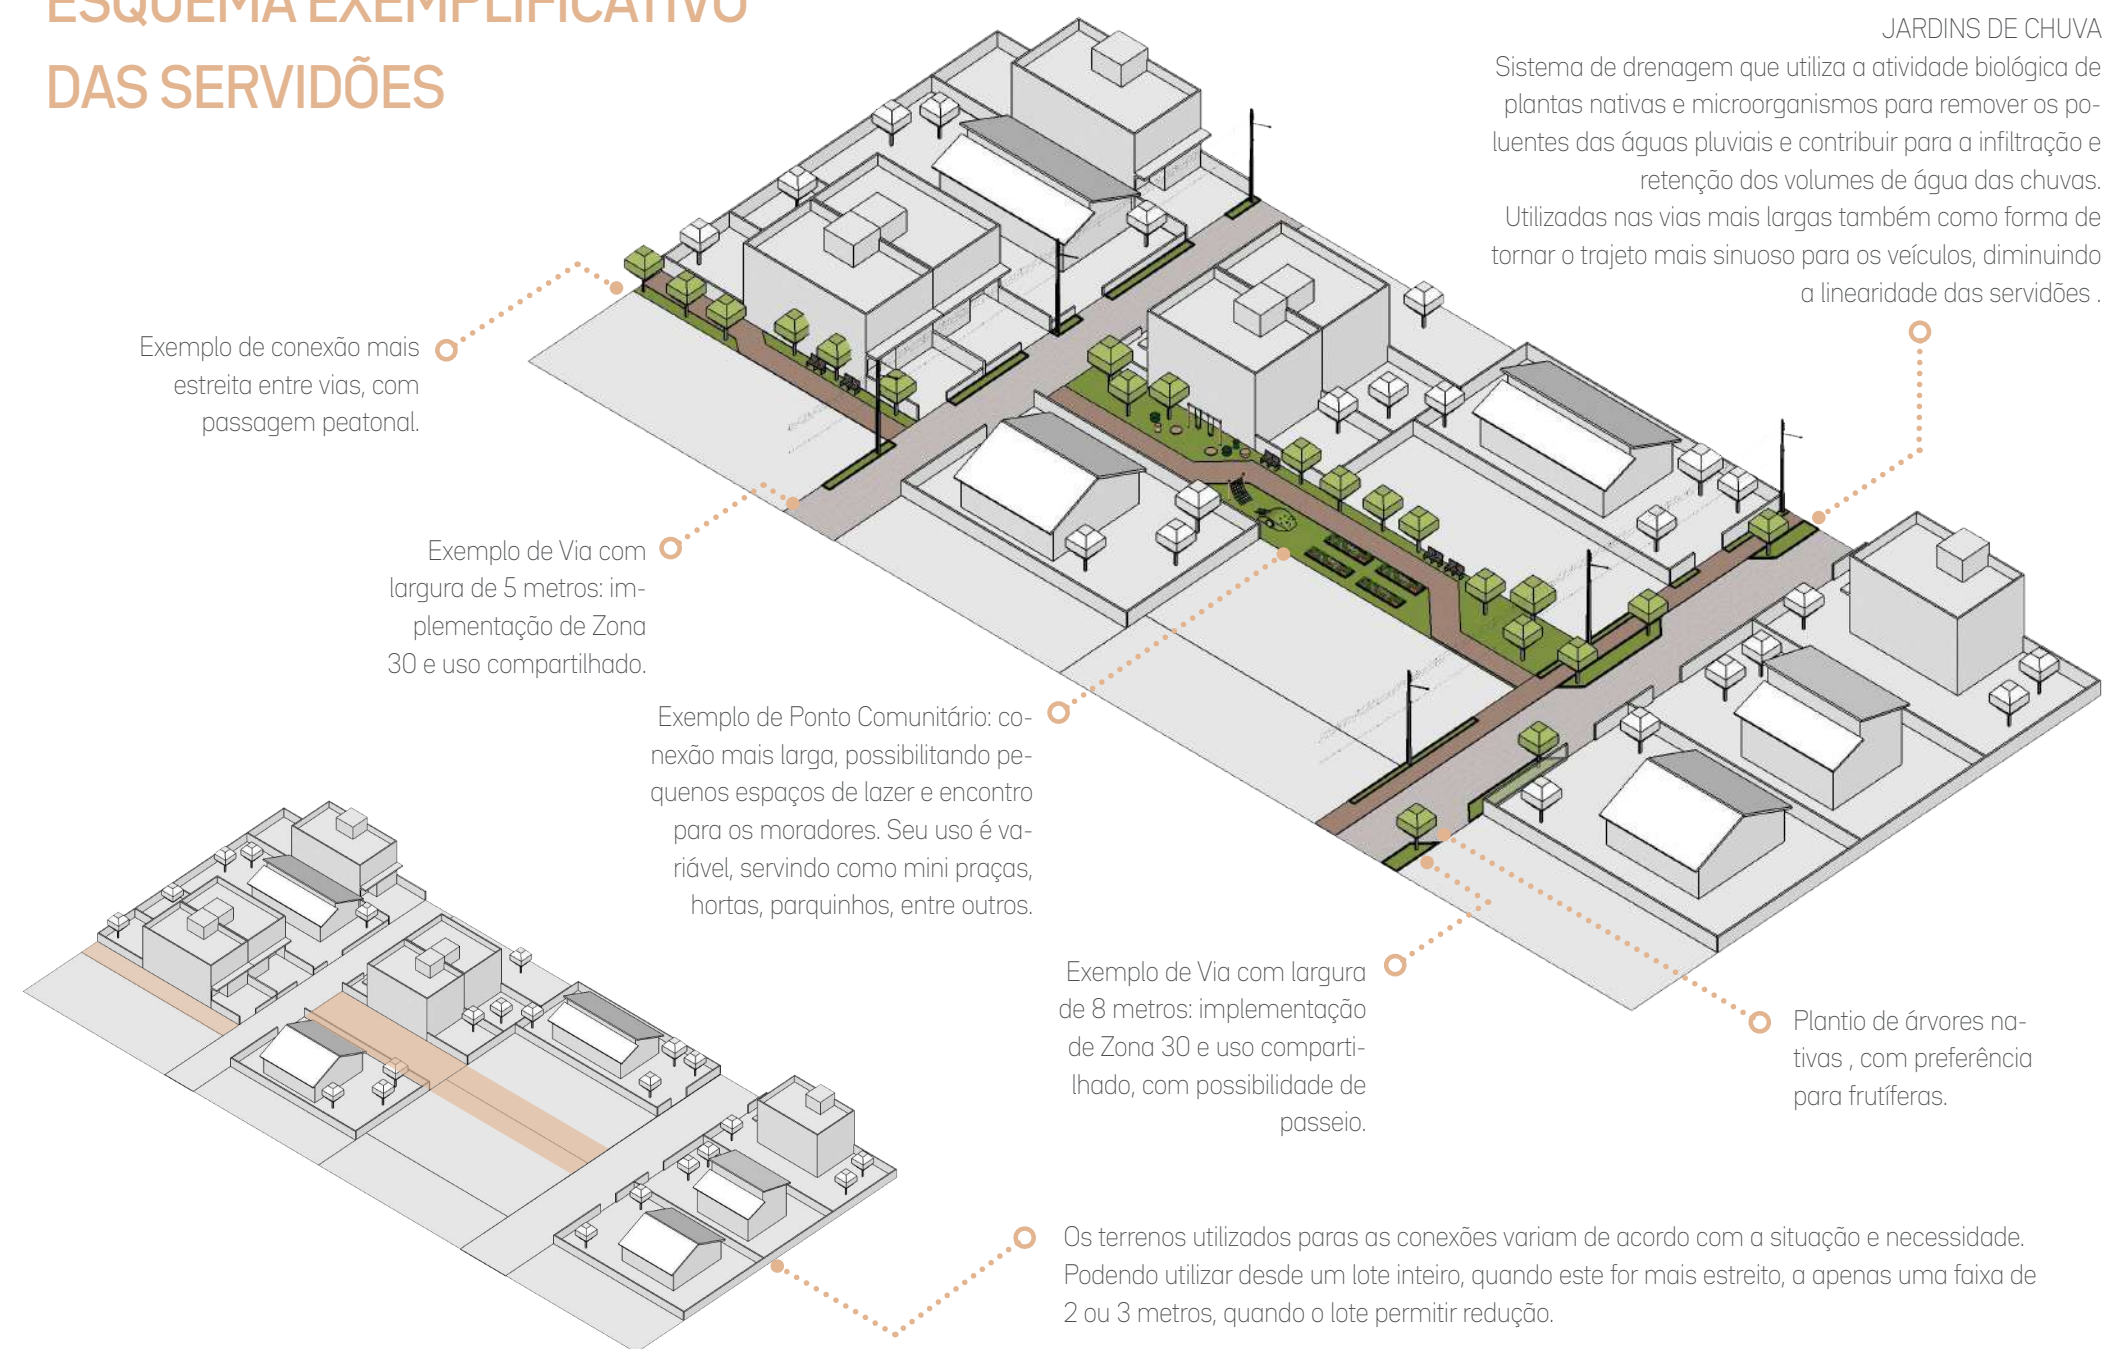 ESQUEMA EXEMPLIFICATIVO
DAS SERVIDÕES
JARDINS DE CHUVA
Sistema de drenagem que utiliza a atividade biológica de
plantas nativas e microorganismos para remover os po-
luentes das águas pluviais e contribuir para a infiltração e
retenção dos volumes de água das chuvas.
Utilizadas nas vias mais largas também como forma de
tornar o trajeto mais sinuoso para os veículos, diminuindo
a linearidade das servidões .
Exemplo de conexão mais
estreita entre vias, com
passagem peatonal.
Exemplo de Via com
largura de 5 metros: im-
plementação de Zona
30 e uso compartilhado.
Exemplo de Ponto Comunitário: co-
nexão mais larga, possibilitando pe-
quenos espaços de lazer e encontro
para os moradores. Seu uso é va-
riável, servindo como mini praças,
hortas, parquinhos, entre outros.
Exemplo de Via com largura
de 8 metros: implementação
de Zona 30 e uso comparti-
lhado, com possibilidade de
passeio.
Plantio de árvores na-
tivas , com preferência
para frutíferas.
Os terrenos utilizados paras as conexões variam de acordo com a situação e necessidade.
Podendo utilizar desde um lote inteiro, quando este for mais estreito, a apenas uma faixa de
2 ou 3 metros, quando o lote permitir redução.